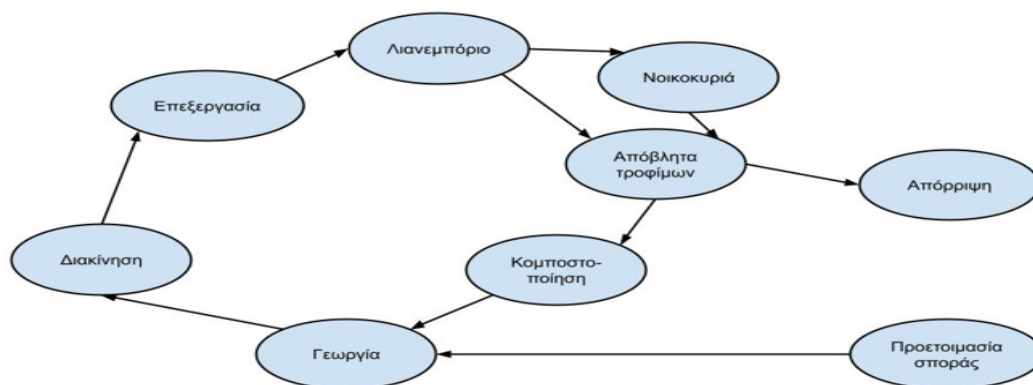 Λιανεμπόριο
Νοικοκυριά
Επεξεργασία
Απόβλητα
τροφίμων
Απόρριψη
Διακίνηση
Κομποστο-
ποίηση
Γεωργία
Προετοιμασία
σποράς